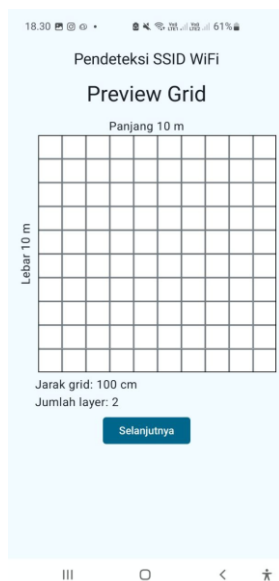 18.30 61%
Pendeteksi SSID WiFi
Preview Grid
Panjang 10 m
Lebar 10 m
Jarak grid: 100 cm
Jumlah layer: 2
Selanjutnya